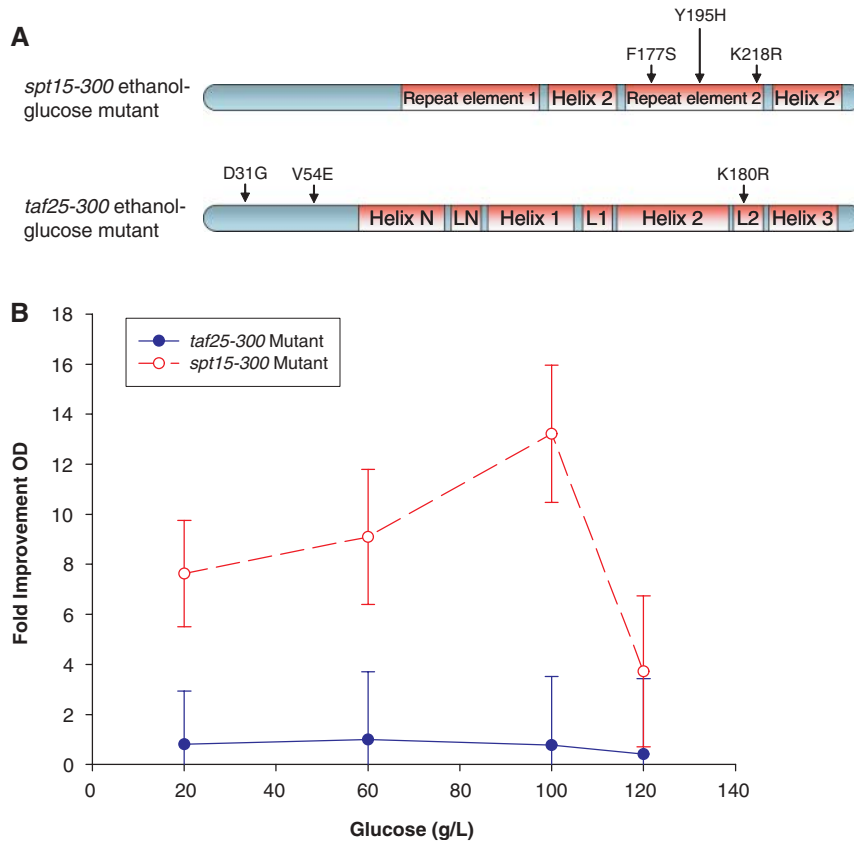 A
Y195H
F177S K218R
spt15-300 ethanol-
glucose mutant
Repeat element 1 Helix 2 Repeat element 2 Helix 2'
D31G V54E K180R
taf25-300 ethanol-
glucose mutant
Helix N LN Helix 1 L1 Helix 2 L2 Helix 3
B
taf25-300 Mutant
spt15-300 Mutant
Fold Improvement OD
18
16
14
12
10
8
6
4
2
0
0 20 40 60 80 100 120 140
Glucose (g/L)